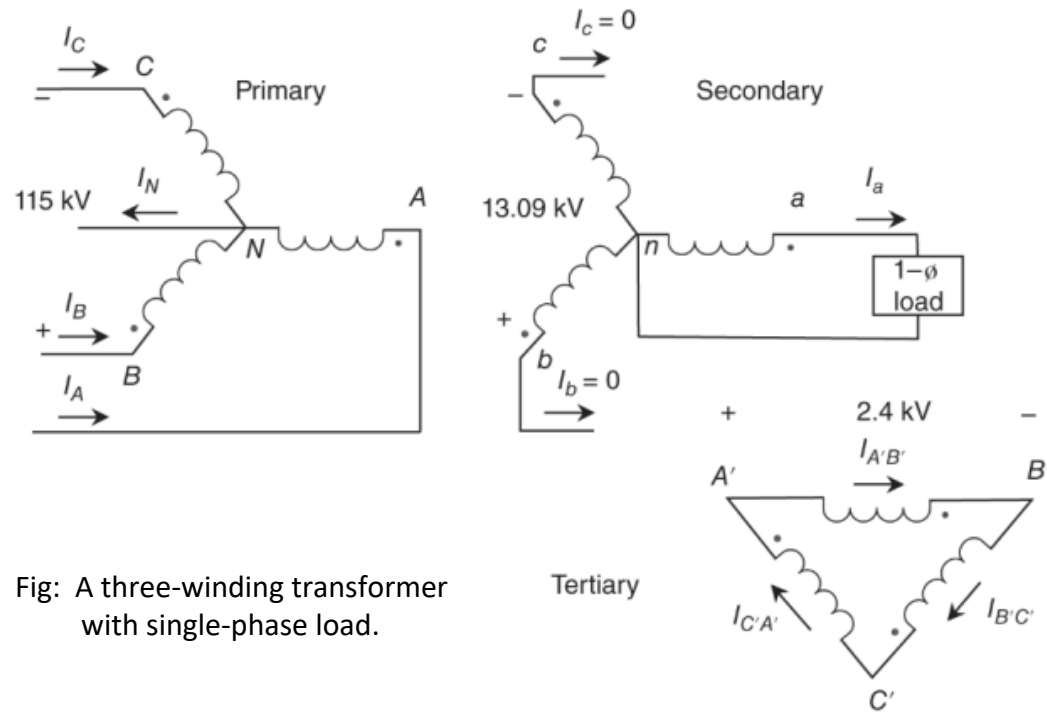 I_C
C
−
Primary
I_N
115 kV
A
N
I_B
+
B
I_A
I_c = 0
c
−
Secondary
I_a
a
13.09 kV
n
1–ø
load
+
b
I_b = 0
+ 2.4 kV −
I_A'B'
A' B
Tertiary
I_C'A'
I_B'C'
C'
Fig: A three-winding transformer
with single-phase load.